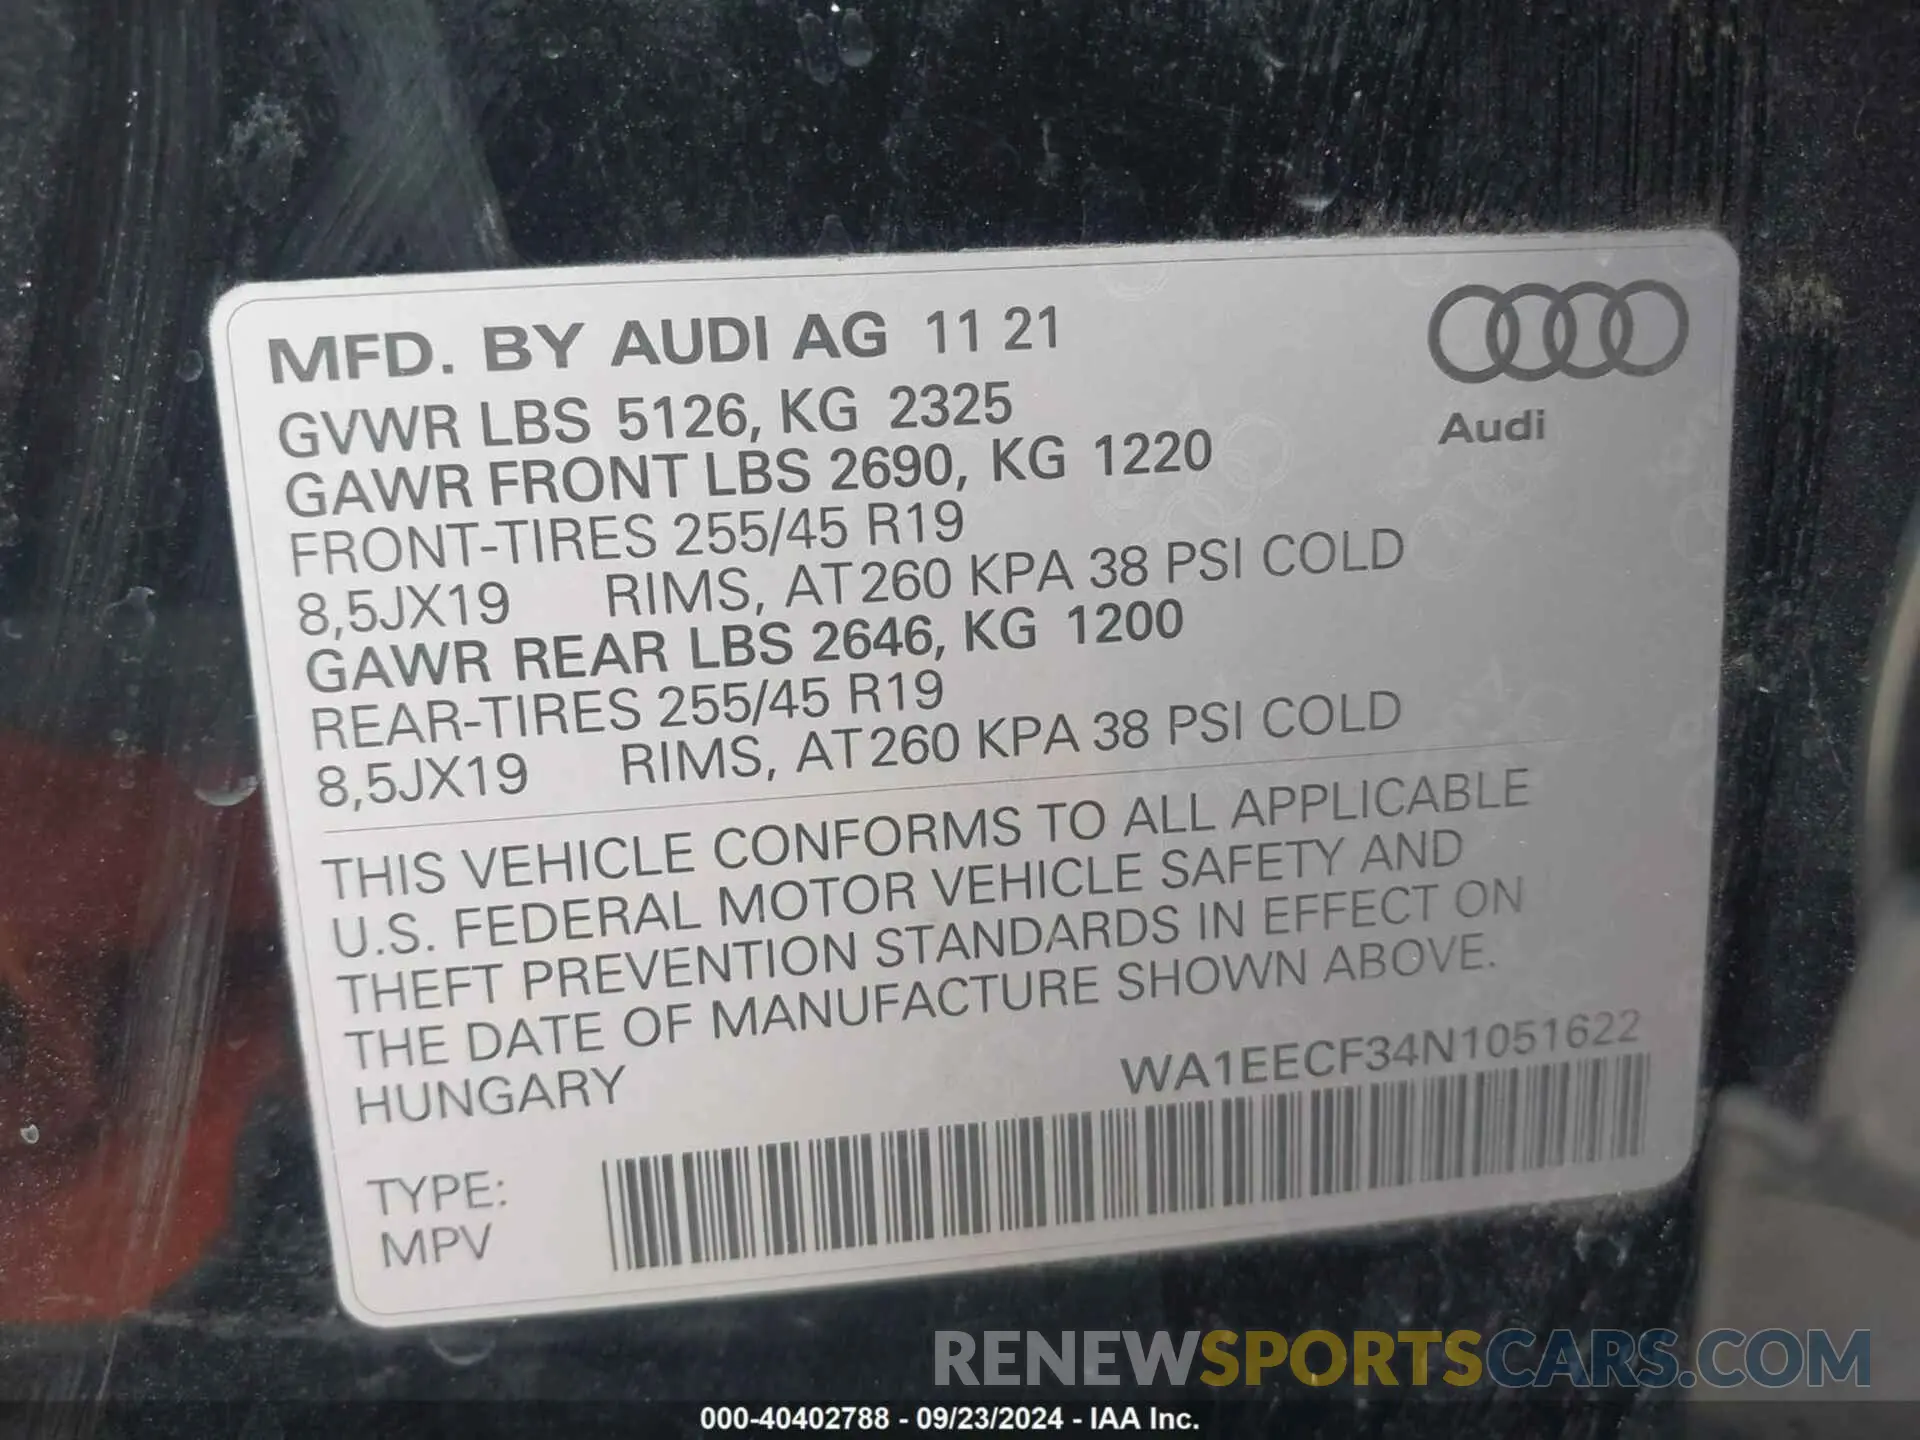 MFD. BY AUDI AG 11 21
Audi
GVWR LBS 5126, KG 2325
GAWR FRONT LBS 2690, KG 1220
FRONT-TIRES 255/45 R19
8,5JX19 RIMS, AT 260 KPA 38 PSI COLD
GAWR REAR LBS 2646, KG 1200
REAR-TIRES 255/45 R19
8,5JX19 RIMS, AT 260 KPA 38 PSI COLD
THIS VEHICLE CONFORMS TO ALL APPLICABLE
U.S. FEDERAL MOTOR VEHICLE SAFETY AND
THEFT PREVENTION STANDARDS IN EFFECT ON
THE DATE OF MANUFACTURE SHOWN ABOVE.
HUNGARY WA1EECF34N1051622
TYPE:
MPV
RENEWSPORTSCARS.COM
000-40402788 - 09/23/2024 - IAA Inc.